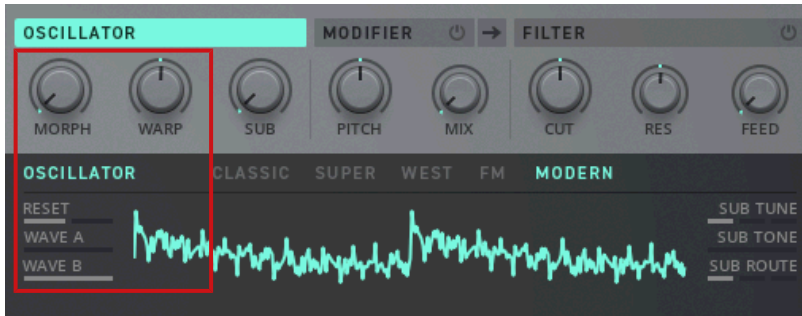 OSCILLATOR MODIFIER FILTER
MORPH WARP SUB PITCH MIX CUT RES FEED
OSCILLATOR CLASSIC SUPER WEST FM MODERN
RESET SUB TUNE
WAVE A SUB TONE
WAVE B SUB ROUTE